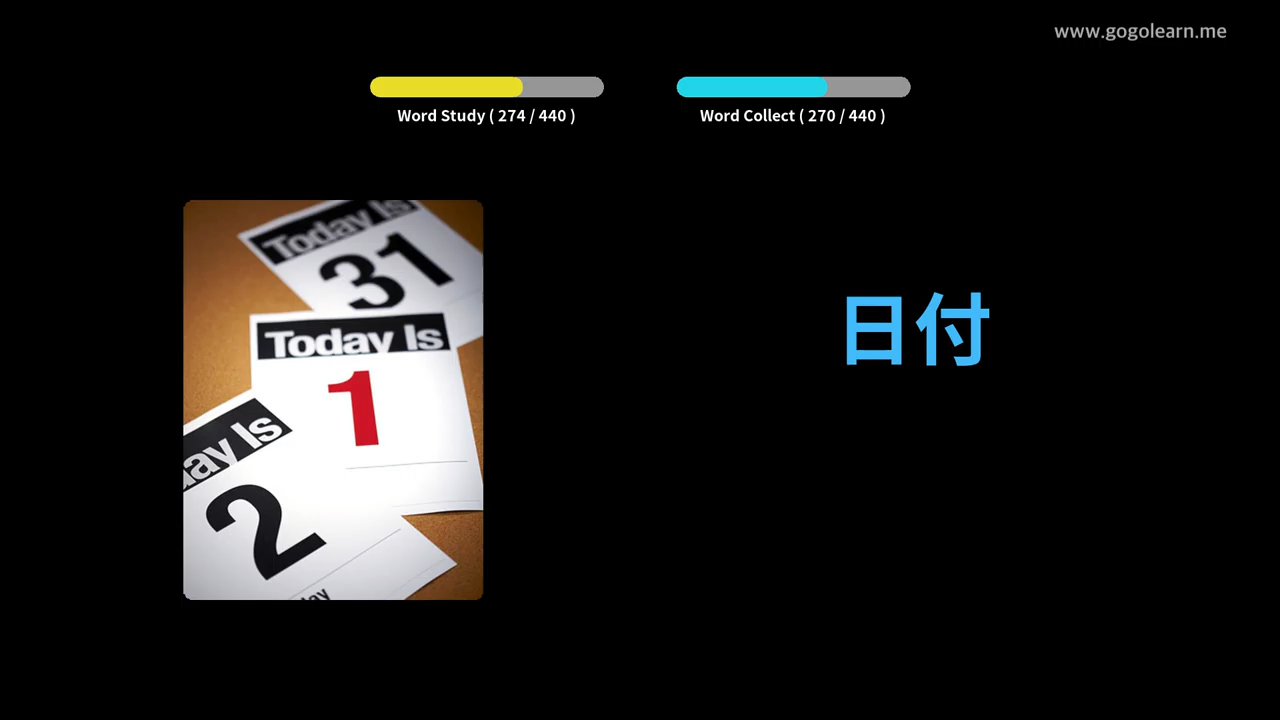 www.gogolearn.me
Word Study ( 274 / 440 )
Word Collect ( 270 / 440 )
Today Is
31
Today Is
1
ay Is
2
日付